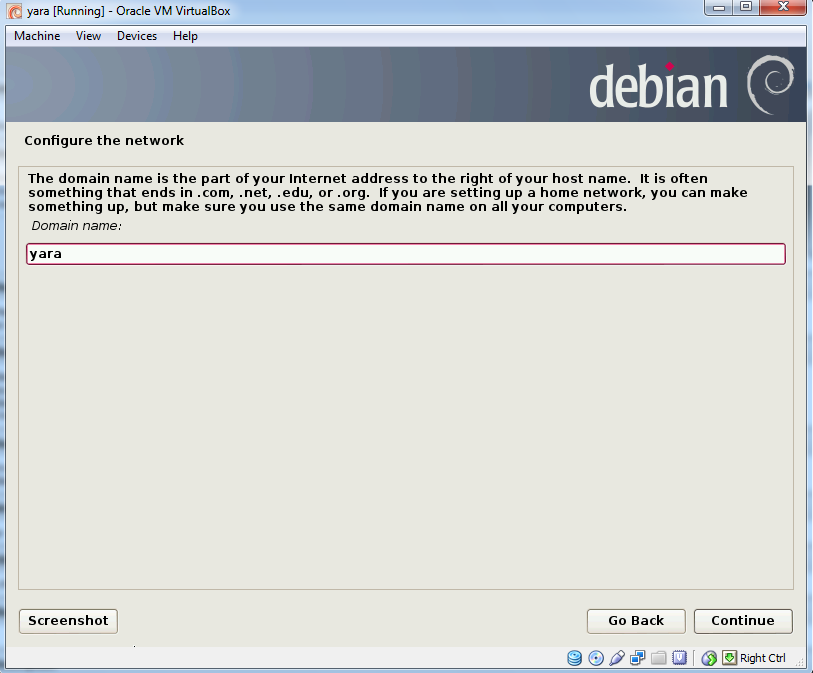 yara [Running] - Oracle VM VirtualBox
Machine View Devices Help
debian
Configure the network
The domain name is the part of your Internet address to the right of your host name.  It is often
something that ends in .com, .net, .edu, or .org.  If you are setting up a home network, you can make
something up, but make sure you use the same domain name on all your computers.
Domain name:
yara
Screenshot
Go Back
Continue
Right Ctrl